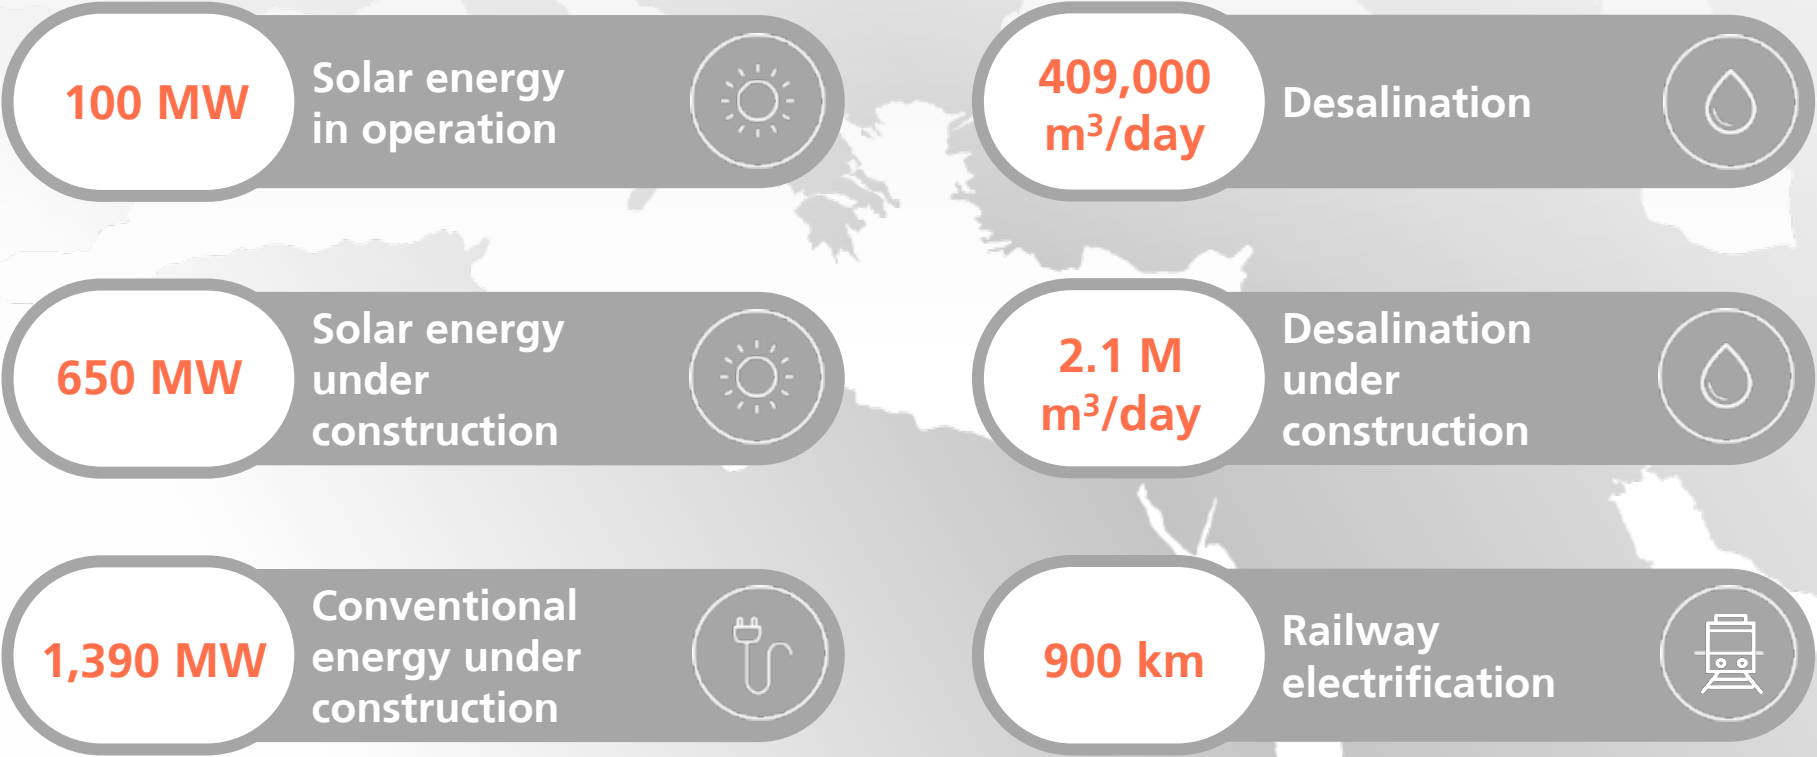 100 MW
Solar energy
in operation
409,000
m³/day
Desalination
650 MW
Solar energy
under
construction
2.1 M
m³/day
Desalination
under
construction
1,390 MW
Conventional
energy under
construction
900 km
Railway
electrification